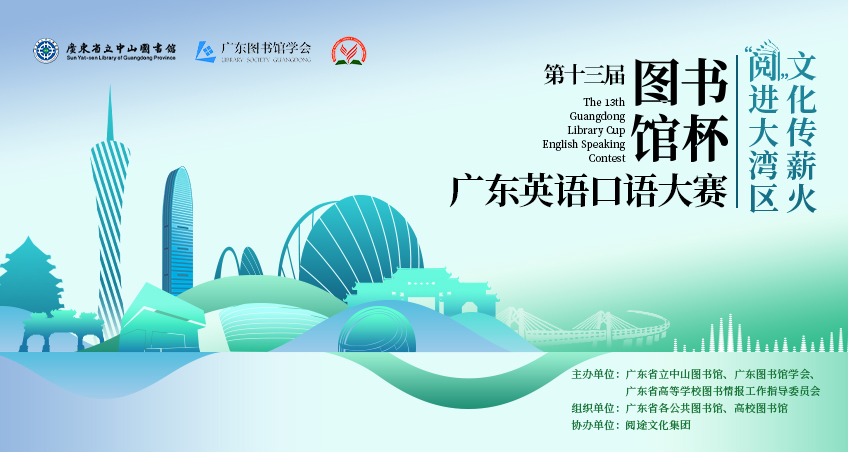 廣東省立中山圖書館
Sun Yat-sen Library of Guangdong Province
广东图书馆学会
LIBRARY SOCIETY GUANGDONG
第十三届
The 13th
Guangdong
Library Cup
English Speaking
Contest
图书
馆杯
广东英语口语大赛
“阅”进大湾区
文化传薪火
主办单位：广东省立中山图书馆、广东图书馆学会、
广东省高等学校图书情报工作指导委员会
组织单位：广东省各公共图书馆、高校图书馆
协办单位：阅途文化集团